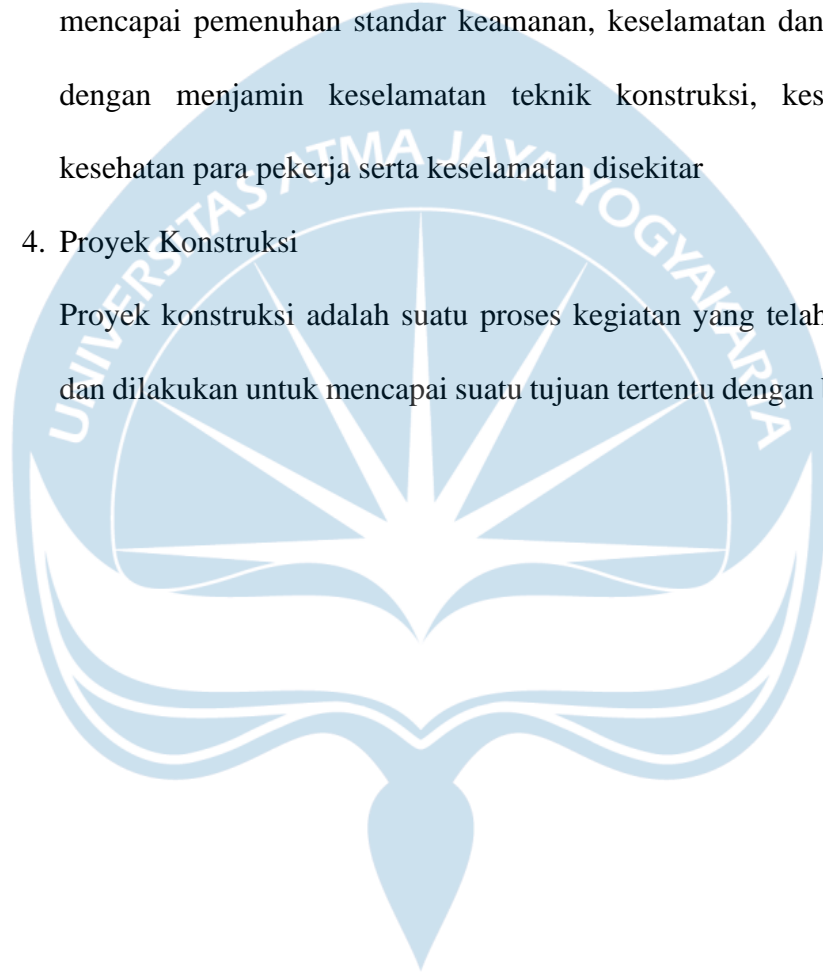 mencapai pemenuhan standar keamanan, keselamatan dan
dengan menjamin keselamatan teknik konstruksi, kes
kesehatan para pekerja serta keselamatan disekitar
4. Proyek Konstruksi
Proyek konstruksi adalah suatu proses kegiatan yang telah
dan dilakukan untuk mencapai suatu tujuan tertentu dengan
UNIVERSITAS ATMA JAYA YOGYAKARTA